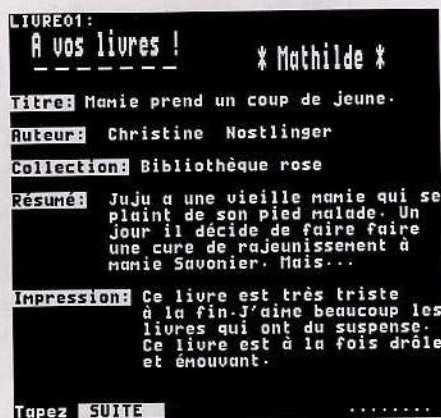 LIVRE01:
A vos livres !
* Mathilde *
Titre: Mamie prend un coup de jeune.
Auteur: Christine Nostlinger
Collection: Bibliothèque rose
Résumé: Juju a une vieille mamie qui se
plaint de son pied malade. Un
jour il décide de faire faire
une cure de rajeunissement à
mamie Savonier. Mais...
Impression: Ce livre est très triste
à la fin.J'aime beaucoup les
livres qui ont du suspense.
Ce livre est à la fois drôle
et émouvant.
Tapez SUITE ........